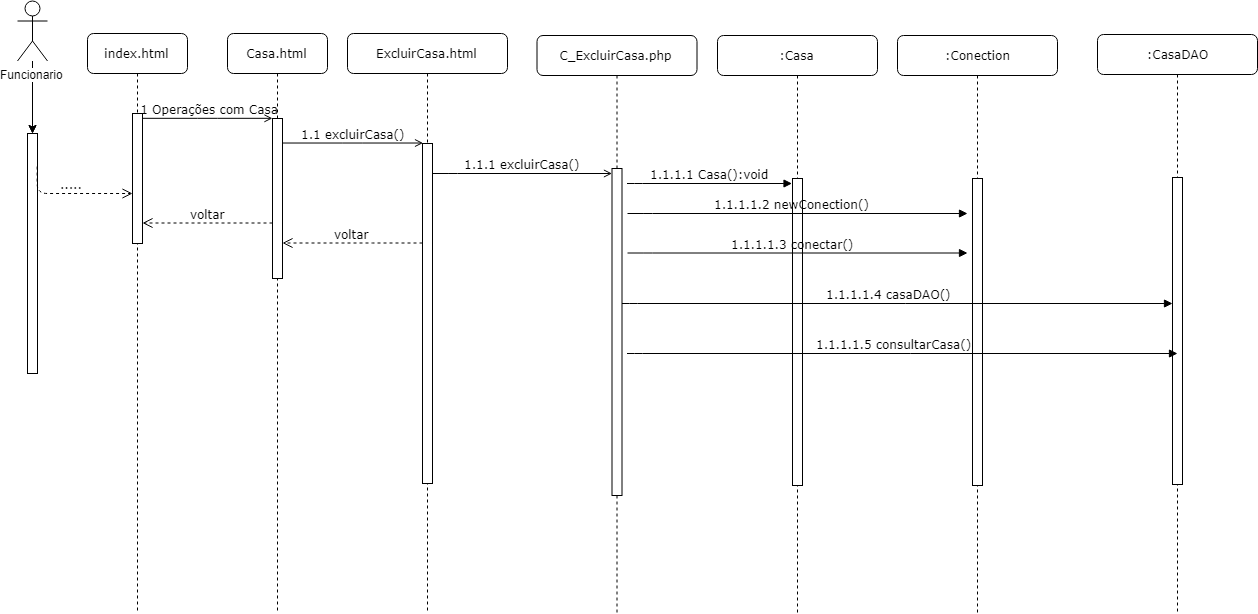 index.html
Casa.html
ExcluirCasa.html
C_ExcluirCasa.php
:Casa
:Conection
:CasaDAO
Funcionario
1 Operações com Casa
1.1 excluirCasa()
1.1.1 excluirCasa()
1.1.1.1 Casa():void
.....
1.1.1.1.2 newConection()
voltar
voltar
1.1.1.1.3 conectar()
1.1.1.1.4 casaDAO()
1.1.1.1.5 consultarCasa()